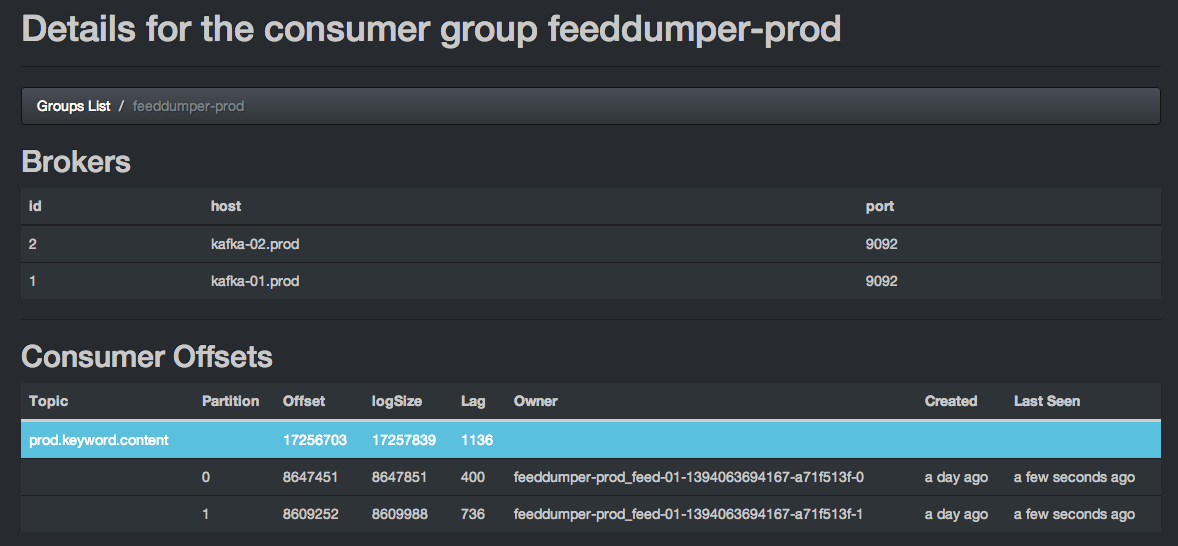 Details for the consumer group feeddumper-prod
Groups List / feeddumper-prod
Brokers
id host port
2 kafka-02.prod 9092
1 kafka-01.prod 9092
Consumer Offsets
Topic Partition Offset logSize Lag Owner Created Last Seen
prod.keyword.content 17256703 17257839 1136
0 8647451 8647851 400 feeddumper-prod_feed-01-1394063694167-a71f513f-0 a day ago a few seconds ago
1 8609252 8609988 736 feeddumper-prod_feed-01-1394063694167-a71f513f-1 a day ago a few seconds ago